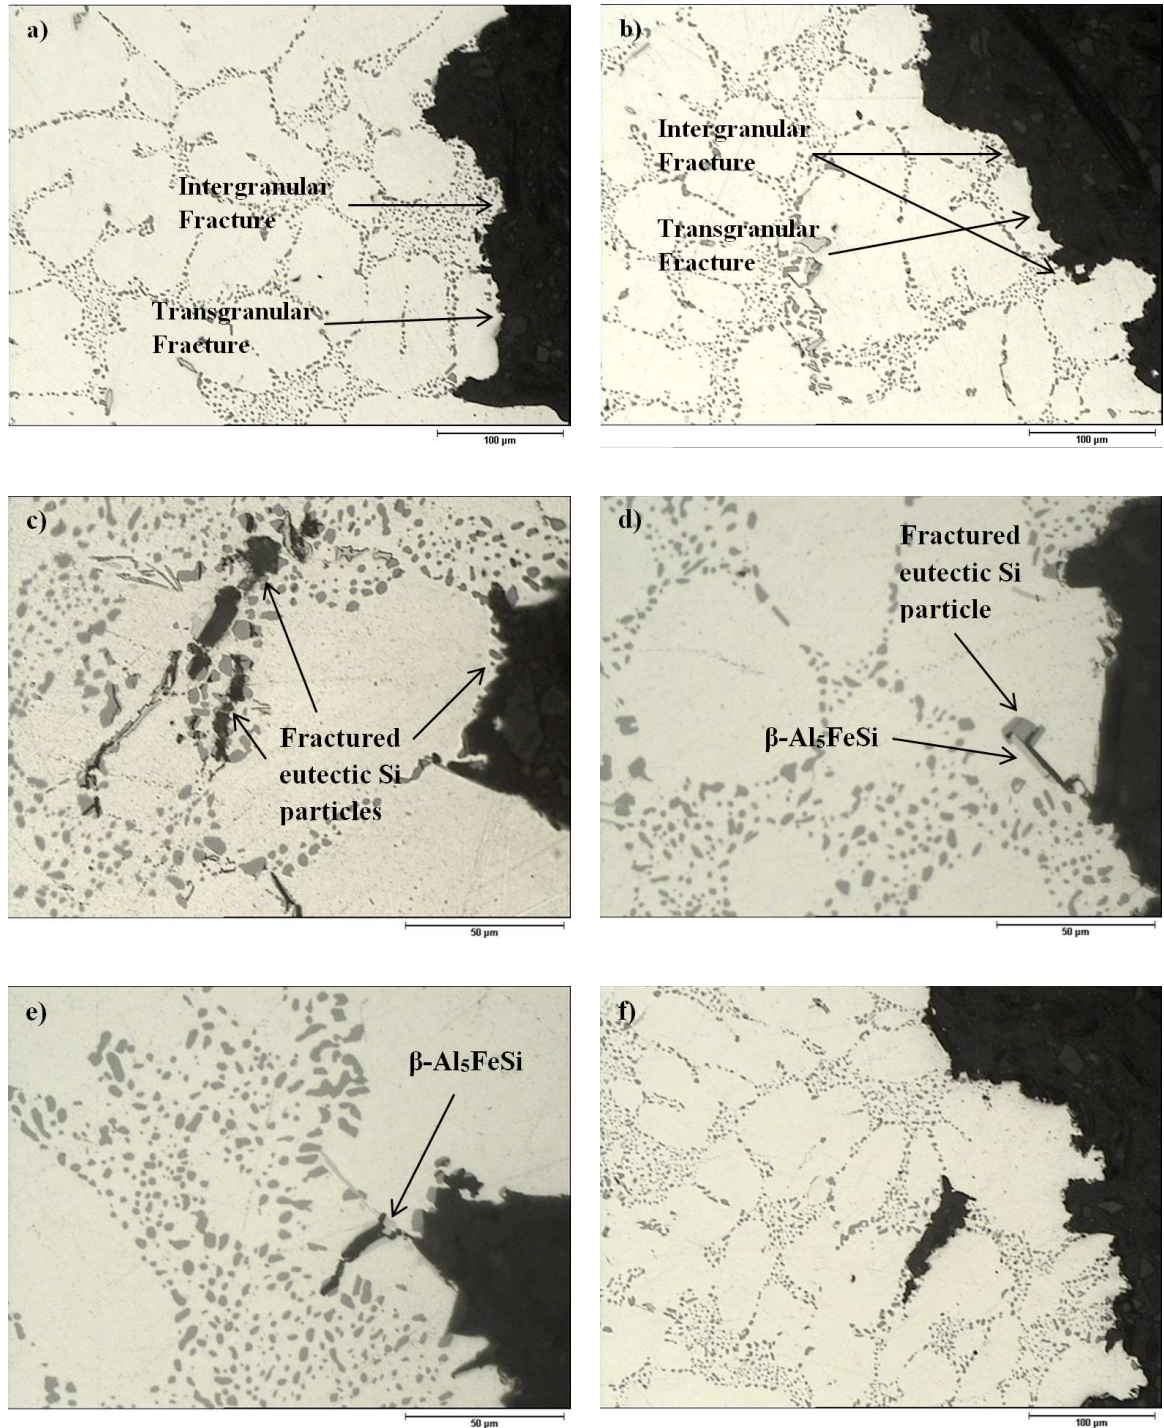 a)
Intergranular
Fracture
Transgranular
Fracture
100 µm
b)
Intergranular
Fracture
Transgranular
Fracture
100 µm
c)
Fractured
eutectic Si
particles
50 µm
d)
Fractured
eutectic Si
particle
β-Al₅FeSi
50 µm
e)
β-Al₅FeSi
50 µm
f)
100 µm